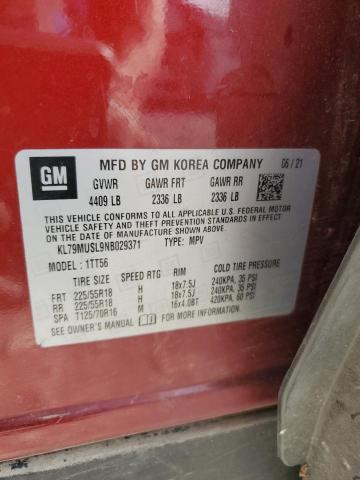 GM
MFD BY GM KOREA COMPANY 06/21
GVWR GAWR FRT GAWR RR
4409 LB 2336 LB 2336 LB
THIS VEHICLE CONFORMS TO ALL APPLICABLE U.S. FEDERAL MOTOR
VEHICLE SAFETY, BUMPER, AND THEFT PREVENTION STANDARDS IN
EFFECT ON THE DATE OF MANUFACTURE SHOWN ABOVE.
KL79MUSL9NB029371 TYPE: MPV
MODEL: 1TT56
SPEED RTG RIM COLD TIRE PRESSURE
FRT 225/55R18 H 18x7.5J 240KPA, 35 PSI
RR 225/55R18 H 18x7.5J 240KPA, 35 PSI
SPA T125/70R16 M 16x4.0BT 420KPA, 60 PSI
SEE OWNER'S MANUAL FOR MORE INFORMATION.